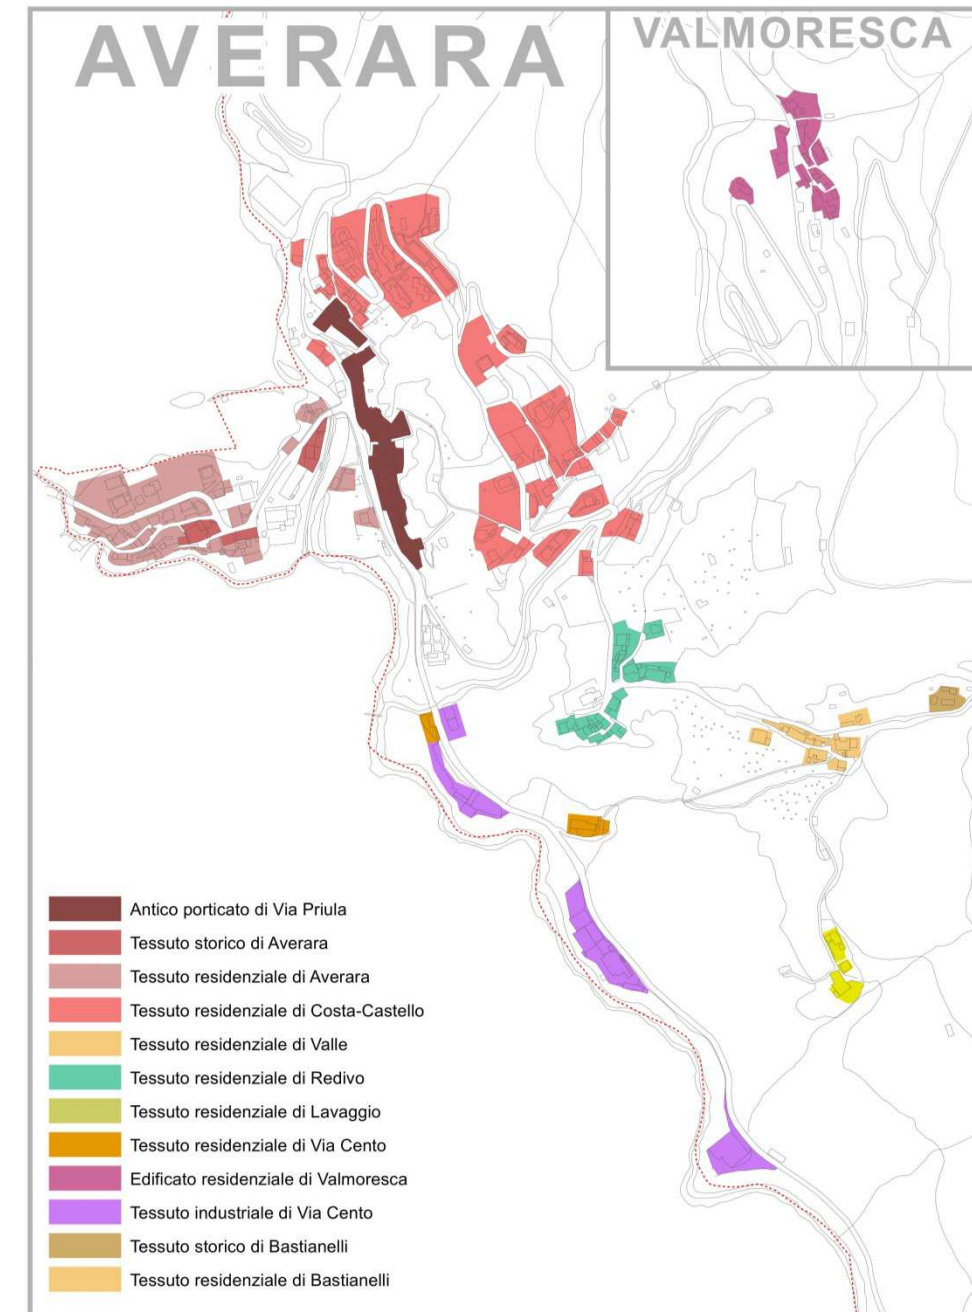 AVERARA
VALMORESCA
Antico porticato di Via Priula
Tessuto storico di Averara
Tessuto residenziale di Averara
Tessuto residenziale di Costa-Castello
Tessuto residenziale di Valle
Tessuto residenziale di Redivo
Tessuto residenziale di Lavaggio
Tessuto residenziale di Via Cento
Edificato residenziale di Valmoresca
Tessuto industriale di Via Cento
Tessuto storico di Bastianelli
Tessuto residenziale di Bastianelli